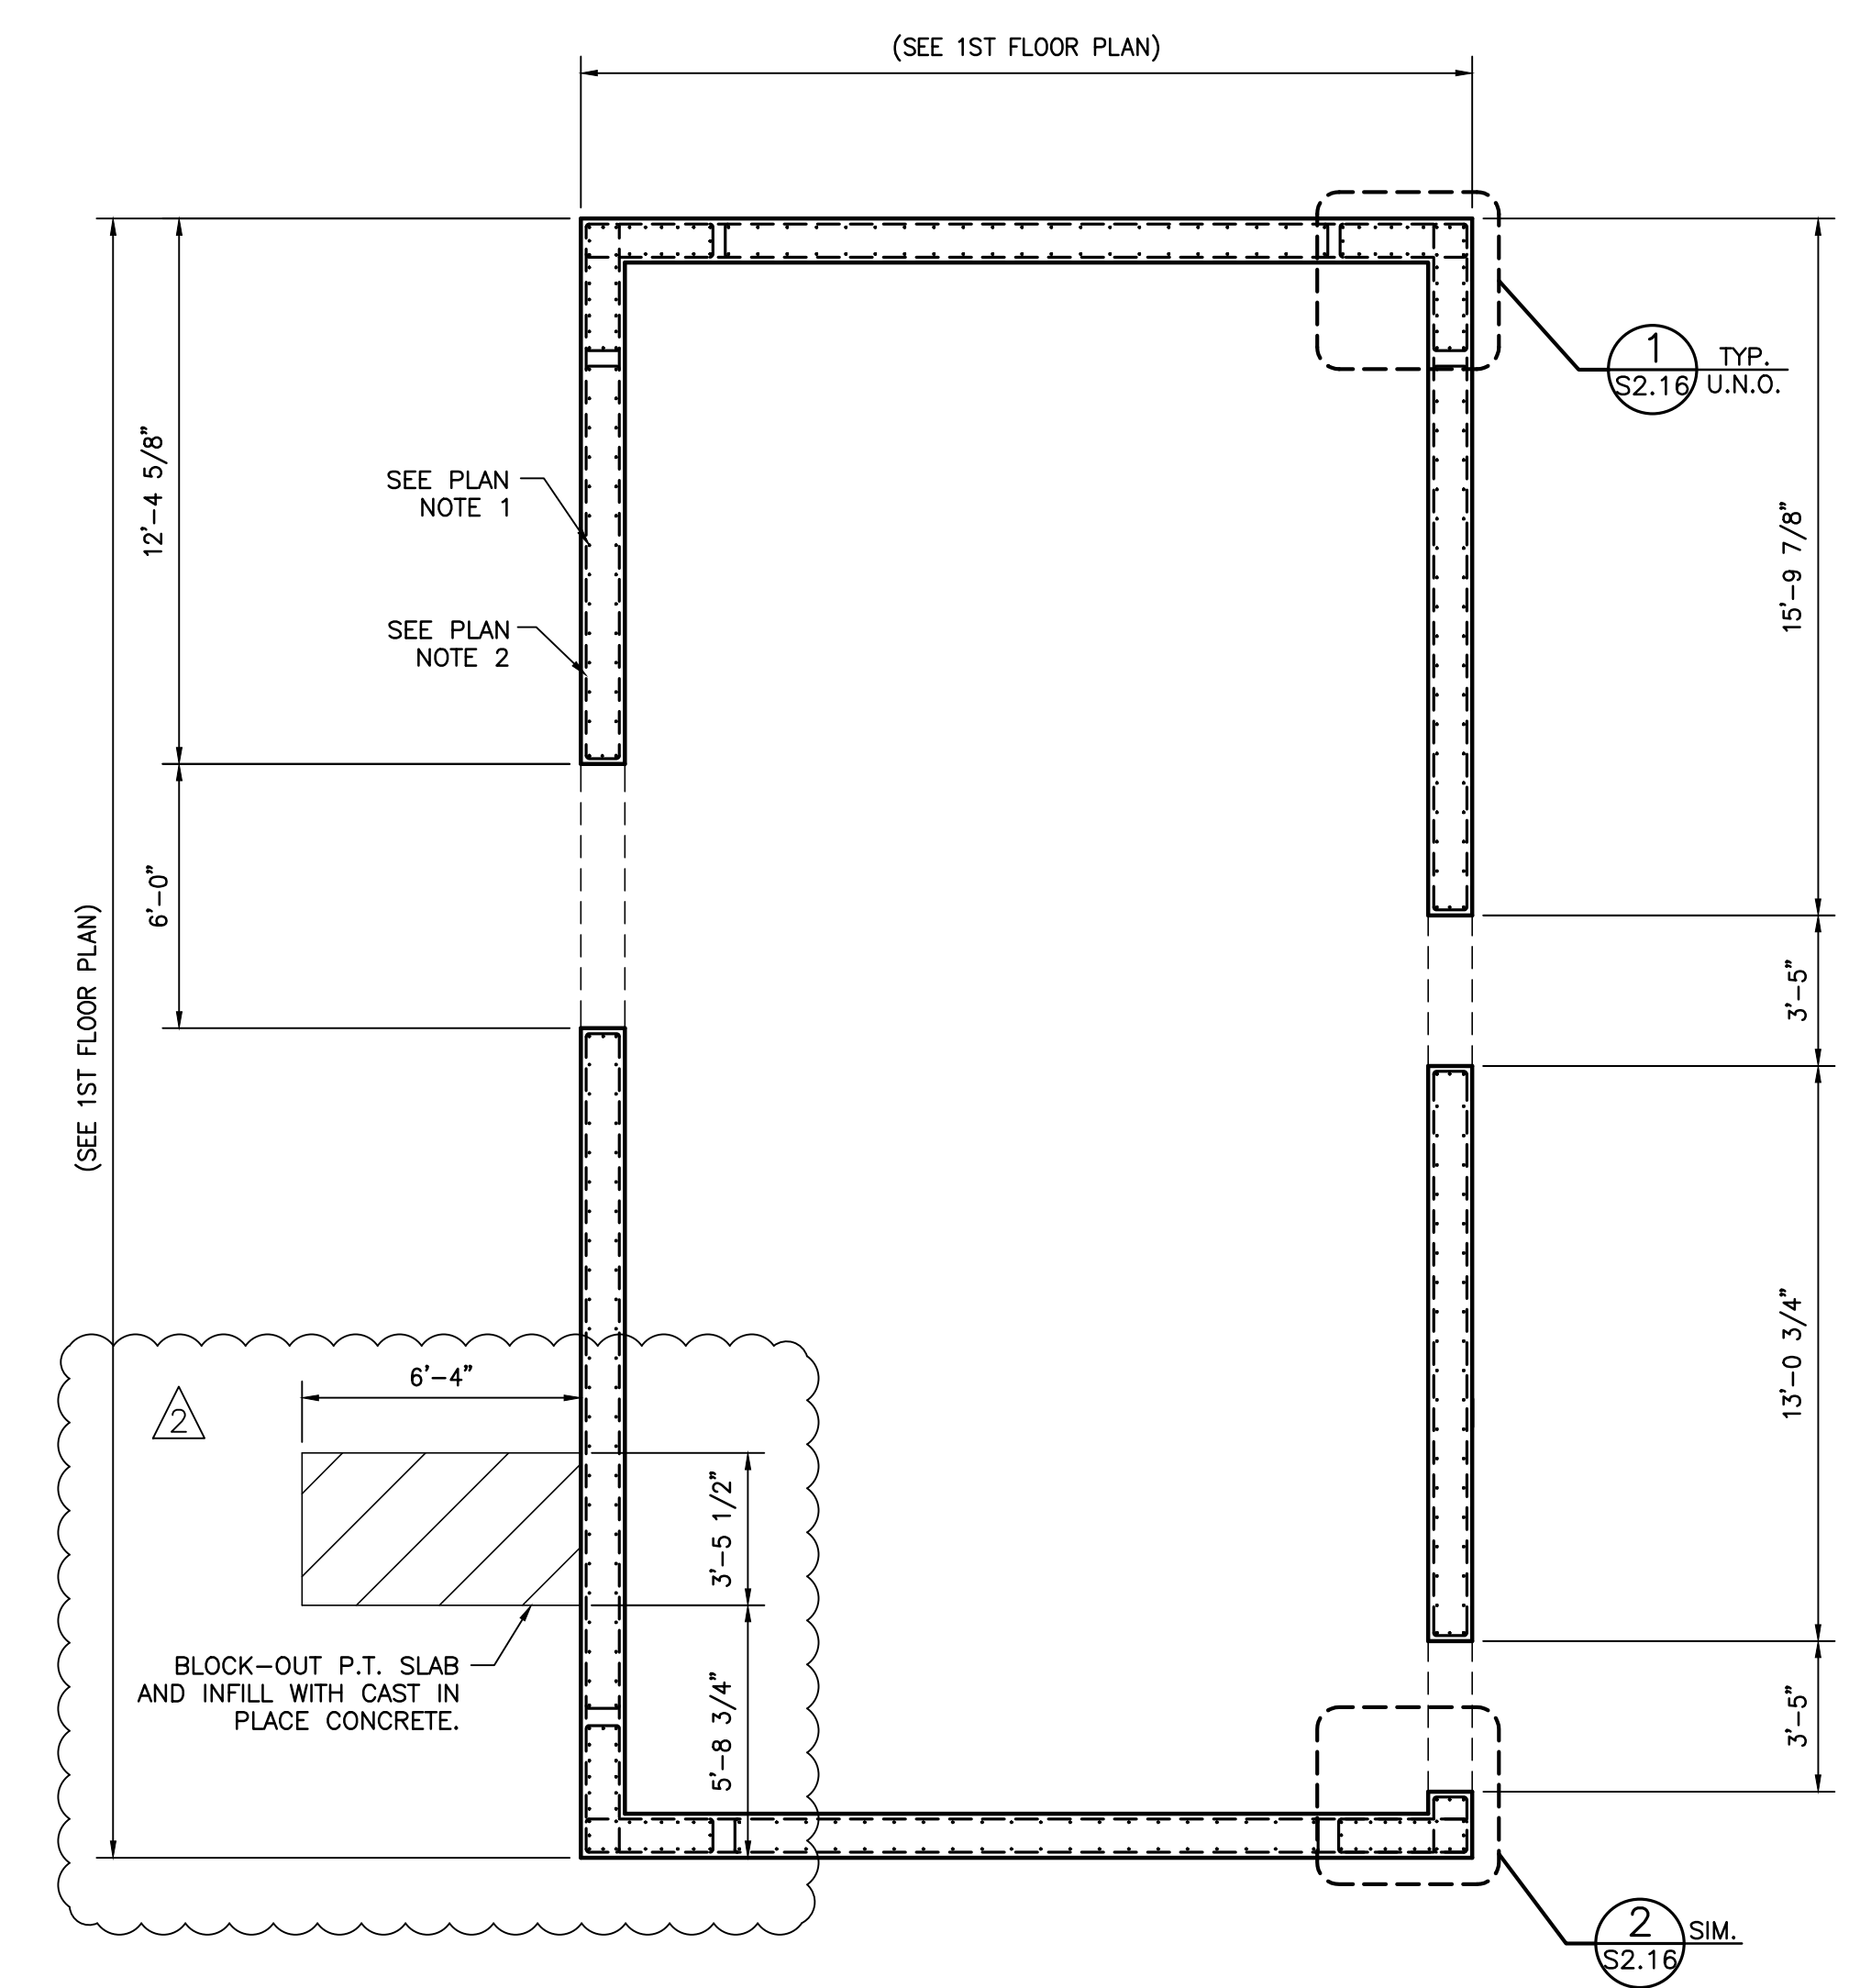 (SEE 1ST FLOOR PLAN)
1
S2.16
TYP.
U.N.O.
12'-4 5/8"
SEE PLAN
NOTE 1
15'-9 7/8"
SEE PLAN
NOTE 2
6'-0"
(SEE 1ST FLOOR PLAN)
3'-5"
13'-0 3/4"
6'-4"
2
3'-5 1/2"
BLOCK-OUT P.T. SLAB
AND INFILL WITH CAST IN
PLACE CONCRETE.
5'-8 3/4"
3'-5"
2
S2.16
SIM.